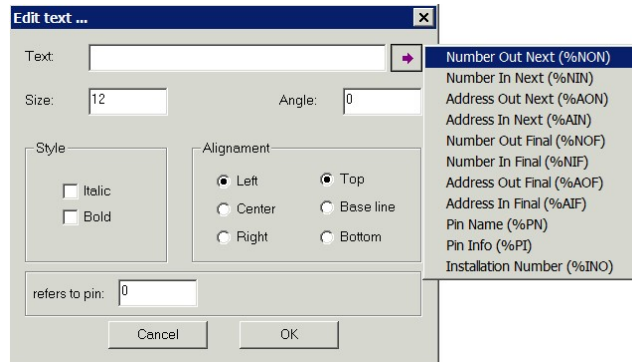 Edit text ...
Text:
Size: 12 Angle: 0
Style
Italic
Bold
Alignament
Left Top
Center Base line
Right Bottom
refers to pin: 0
Cancel OK
Number Out Next (%NON)
Number In Next (%NIN)
Address Out Next (%AON)
Address In Next (%AIN)
Number Out Final (%NOF)
Number In Final (%NIF)
Address Out Final (%AOF)
Address In Final (%AIF)
Pin Name (%PN)
Pin Info (%PI)
Installation Number (%INO)